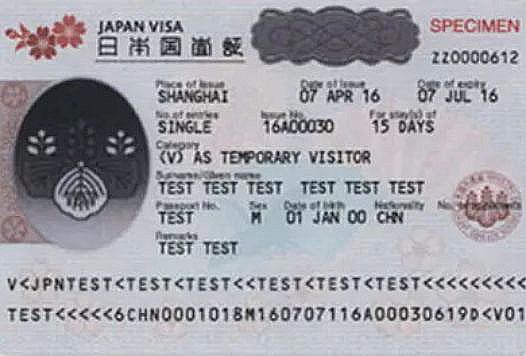 JAPAN VISA
SPECIMEN
日本国査証
ZZ0000612
Place of Issue Date of Issue Date of expiry
SHANGHAI 07 APR 16 07 JUL 16
No.of entries Issue No. For stay(s) of
SINGLE 16A00030 15 DAYS
Category
(V) AS TEMPORARY VISITOR
Surname/Given name
TEST TEST TEST TEST TEST TEST
Passport No. Sex Date of birth Nationality
TEST M 01 JAN 00 CHN
Remarks
TEST TEST
V<JPNTEST<TEST<TEST<<TEST<TEST<TEST<<<<<<<<<
TEST<<<<<6CHN0001018M160707116A00030619D<V01